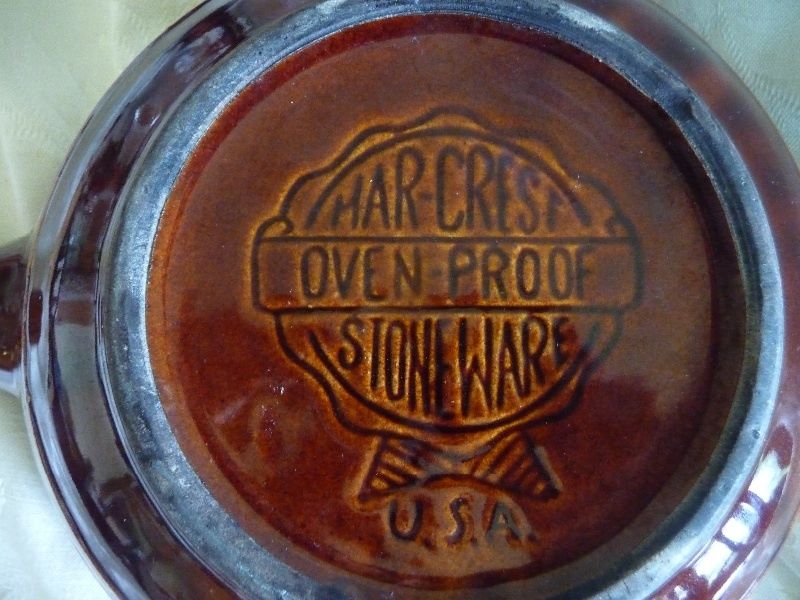 HAR-CREST
OVEN-PROOF
STONEWARE
U.S.A.